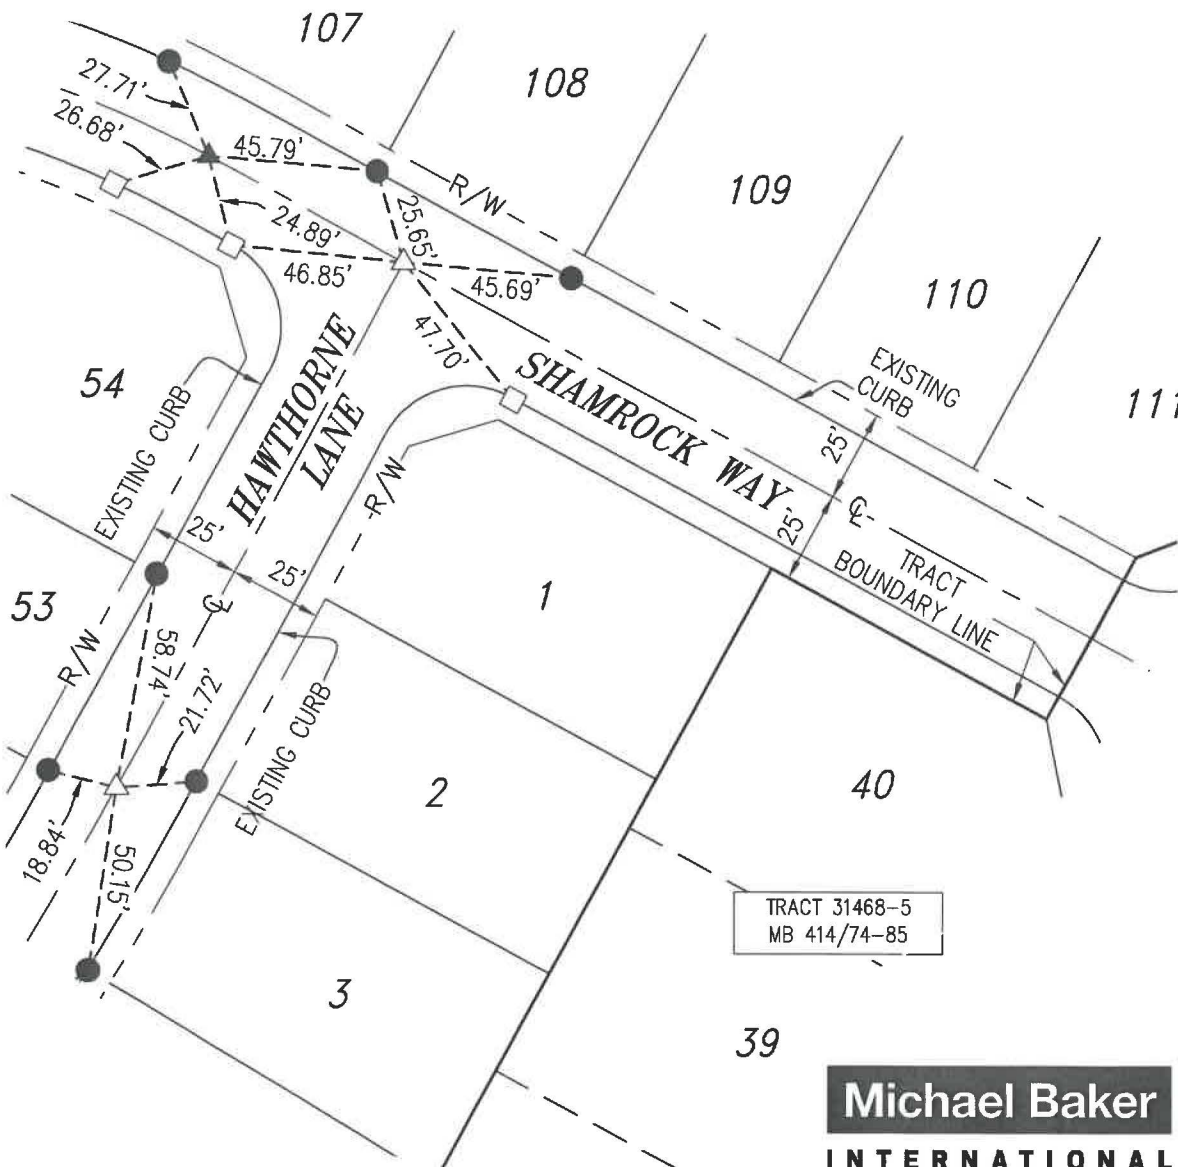 107
108
109
110
111
27.71'
26.68'
45.79'
24.89'
46.85'
25.65'
45.69'
47.70'
R/W
54
EXISTING CURB
HAWTHORNE
LANE
SHAMROCK WAY
EXISTING
CURB
25'
25'
℄
TRACT
BOUNDARY LINE
R/W
25'
25'
℄
53
R/W
58.74'
21.72'
EXISTING CURB
18.84'
50.15'
1
2
3
40
TRACT 31468-5
MB 414/74-85
39
Michael Baker
INTERNATIONAL